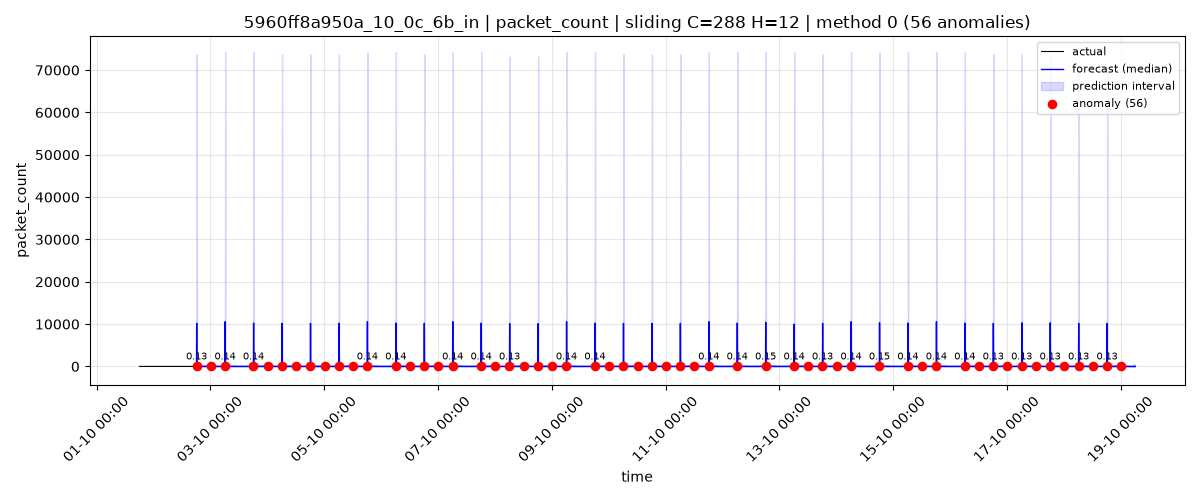 5960ff8a950a_10_0c_6b_in | packet_count | sliding C=288 H=12 | method 0 (56 anomalies)
actual
forecast (median)
prediction interval
anomaly (56)
packet_count
70000
60000
50000
40000
30000
20000
10000
0
0.13 0.14 0.14 0.14 0.14 0.14 0.14 0.13 0.14 0.14 0.14 0.14 0.15 0.14 0.13 0.14 0.15 0.14 0.14 0.14 0.13 0.13 0.13 0.13 0.13
01-10 00:00 03-10 00:00 05-10 00:00 07-10 00:00 09-10 00:00 11-10 00:00 13-10 00:00 15-10 00:00 17-10 00:00 19-10 00:00
time